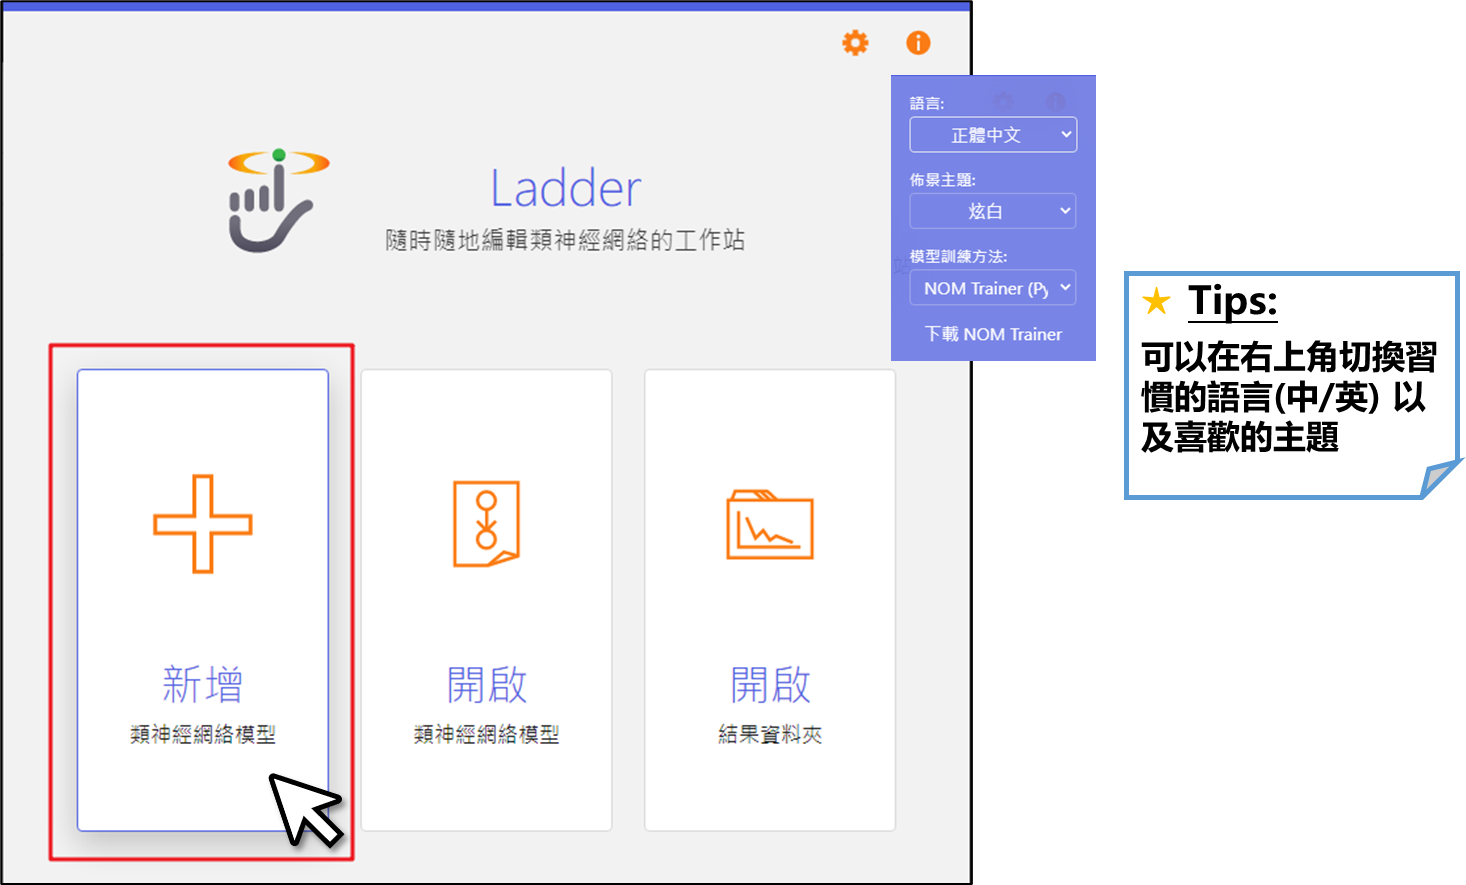 Ladder
隨時隨地編輯類神經網絡的工作站
語言:
正體中文
佈景主題:
炫白
模型訓練方法:
NOM Trainer (Py
下載 NOM Trainer
站
Tips:
可以在右上角切換習
慣的語言(中/英) 以
及喜歡的主題
新增
類神經網絡模型
開啟
類神經網絡模型
開啟
結果資料夾